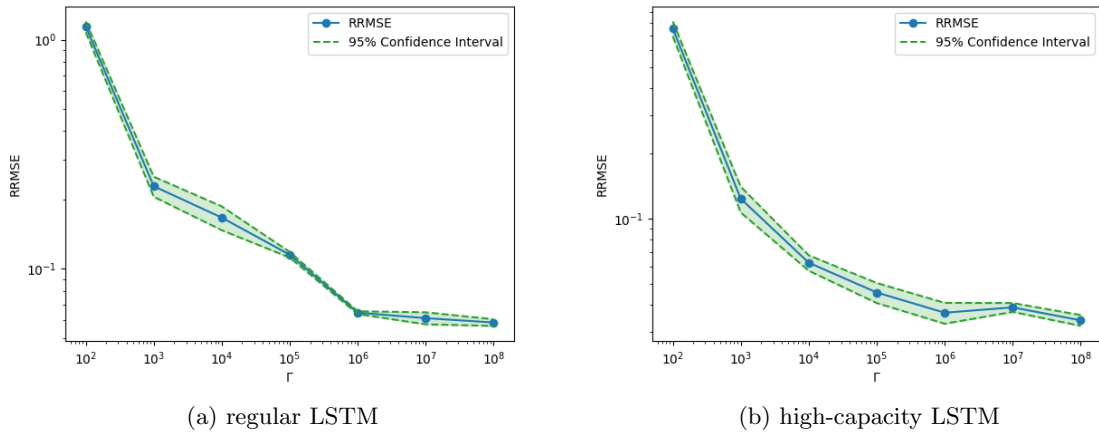 RRMSE
95% Confidence Interval
10⁰
10⁻¹
RRMSE
10² 10³ 10⁴ 10⁵ 10⁶ 10⁷ 10⁸
Γ
(a) regular LSTM
RRMSE
95% Confidence Interval
10⁻¹
RRMSE
10² 10³ 10⁴ 10⁵ 10⁶ 10⁷ 10⁸
Γ
(b) high-capacity LSTM